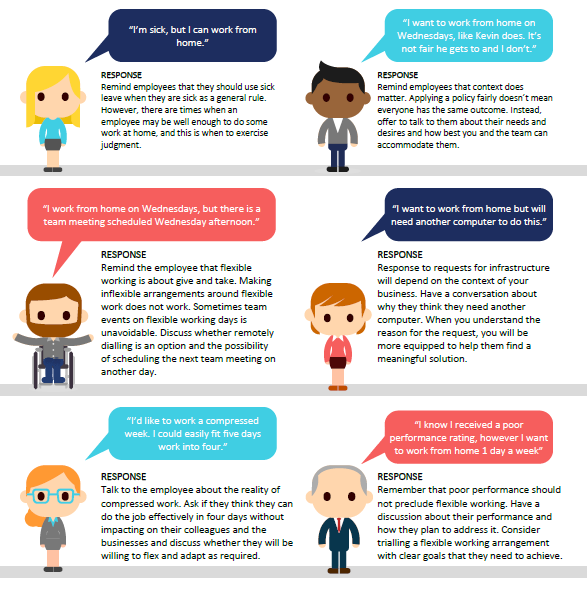 "I'm sick, but I can work from
home."
RESPONSE
Remind employees that they should use sick
leave when they are sick as a general rule.
However, there are times when an
employee may be well enough to do some
work at home, and this is when to exercise
judgment.
"I want to work from home on
Wednesdays, like Kevin does. It's
not fair he gets to and I don't."
RESPONSE
Remind employees that context does
matter. Applying a policy fairly doesn't mean
everyone has the same outcome. Instead,
offer to talk to them about their needs and
desires and how best you and the team can
accommodate them.
"I work from home on Wednesdays, but there is a
team meeting scheduled Wednesday afternoon."
RESPONSE
Remind the employee that flexible
working is about give and take. Making
inflexible arrangements around flexible
work does not work. Sometimes team
events on flexible working days is
unavoidable. Discuss whether remotely
dialling is an option and the possibility
of scheduling the next team meeting on
another day.
"I want to work from home but will
need another computer to do this."
RESPONSE
Response to requests for infrastructure
will depend on the context of your
business. Have a conversation about
why they think they need another
computer. When you understand the
reason for the request, you will be
more equipped to help them find a
meaningful solution.
"I'd like to work a compressed
week. I could easily fit five days
work into four."
RESPONSE
Talk to the employee about the reality of
compressed work. Ask if they think they can
do the job effectively in four days without
impacting on their colleagues and the
businesses and discuss whether they will be
willing to flex and adapt as required.
"I know I received a poor
performance rating, however I want
to work from home 1 day a week"
RESPONSE
Remember that poor performance should
not preclude flexible working. Have a
discussion about their performance and
how they plan to address it. Consider
trialling a flexible working arrangement
with clear goals that they need to achieve.